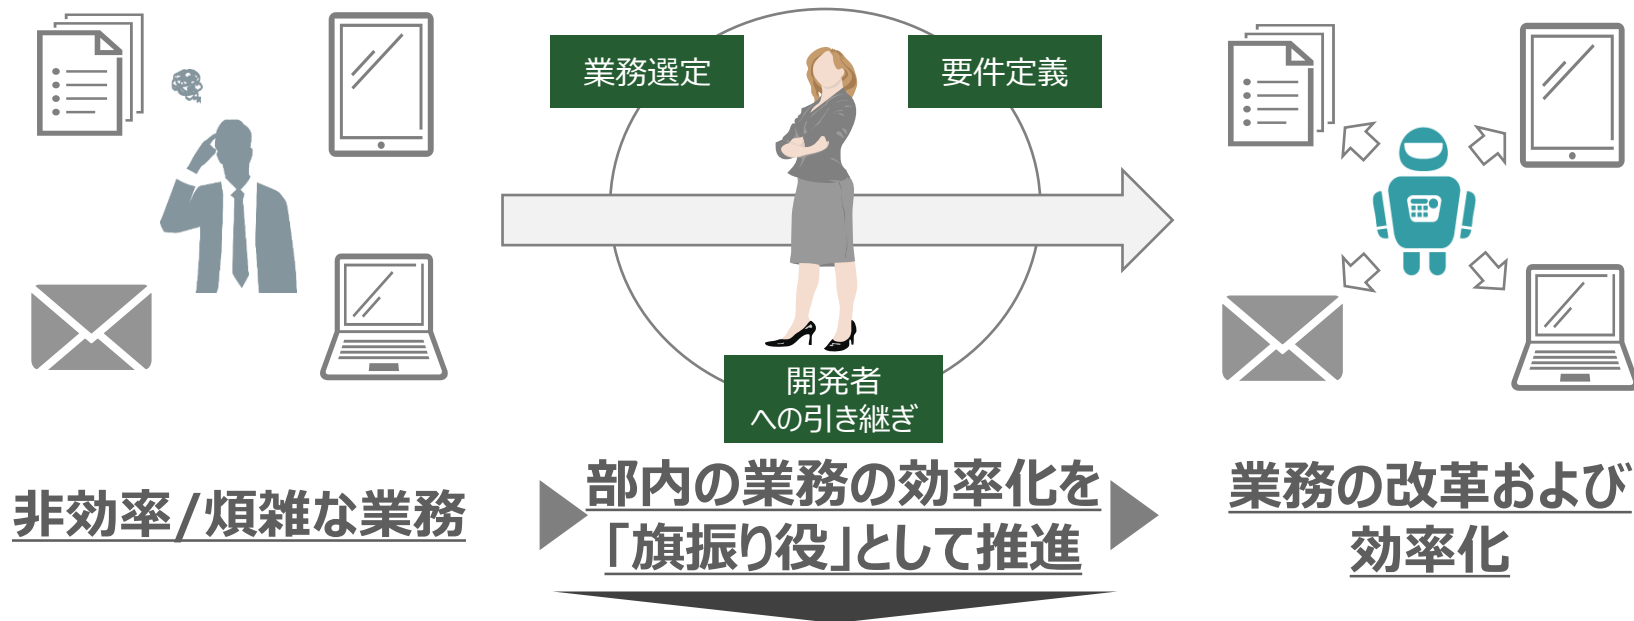 業務選定
要件定義
開発者
への引き継ぎ
非効率/煩雑な業務
部内の業務の効率化を
「旗振り役」として推進
業務の改革および
効率化